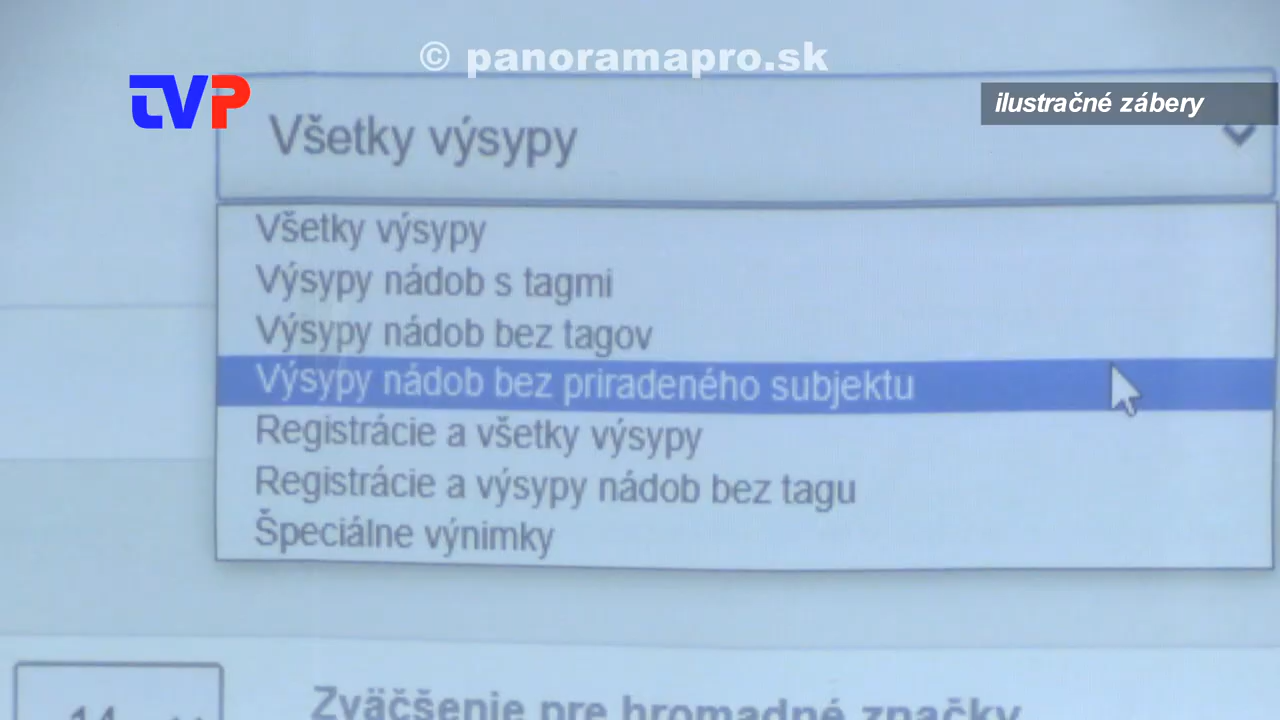 © panoramapro.sk
TVP
ilustračné zábery
Všetky výsypy
Všetky výsypy
Výsypy nádob s tagmi
Výsypy nádob bez tagov
Výsypy nádob bez priradeného subjektu
Registrácie a všetky výsypy
Registrácie a výsypy nádob bez tagu
Špeciálne výnimky
14
Zväčšenie pre hromadné značky